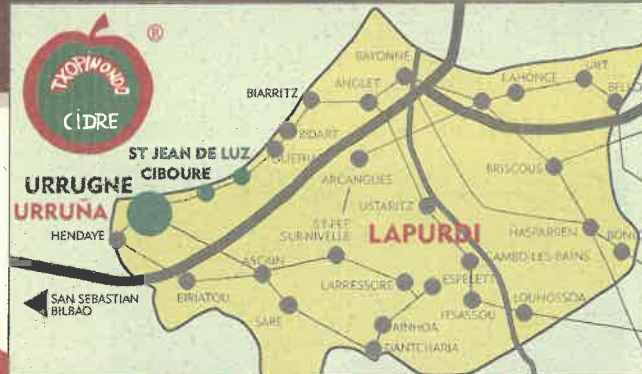 TXOPINONDO
CIDRE
®
BAYONNE
URT
ANGLET
LAHONCE
BIARRITZ
BIDART
ST JEAN DE LUZ
CIBOURE
BRISCOUS
ARCANGUES
URRUGNE
URRUÑA
USTARITZ
HENDAYE
ST-PEE
SUR-NIVELLE
LAPURDI
HASPARREN
CAMBO-LES-BAINS
ASCAIN
SAN SEBASTIAN
BILBAO
BIRIATOU
LARRESSORE
ESPELETT
ITSASSOU
LOUHOSSOA
SARE
AINHOA
DANTCHARIA